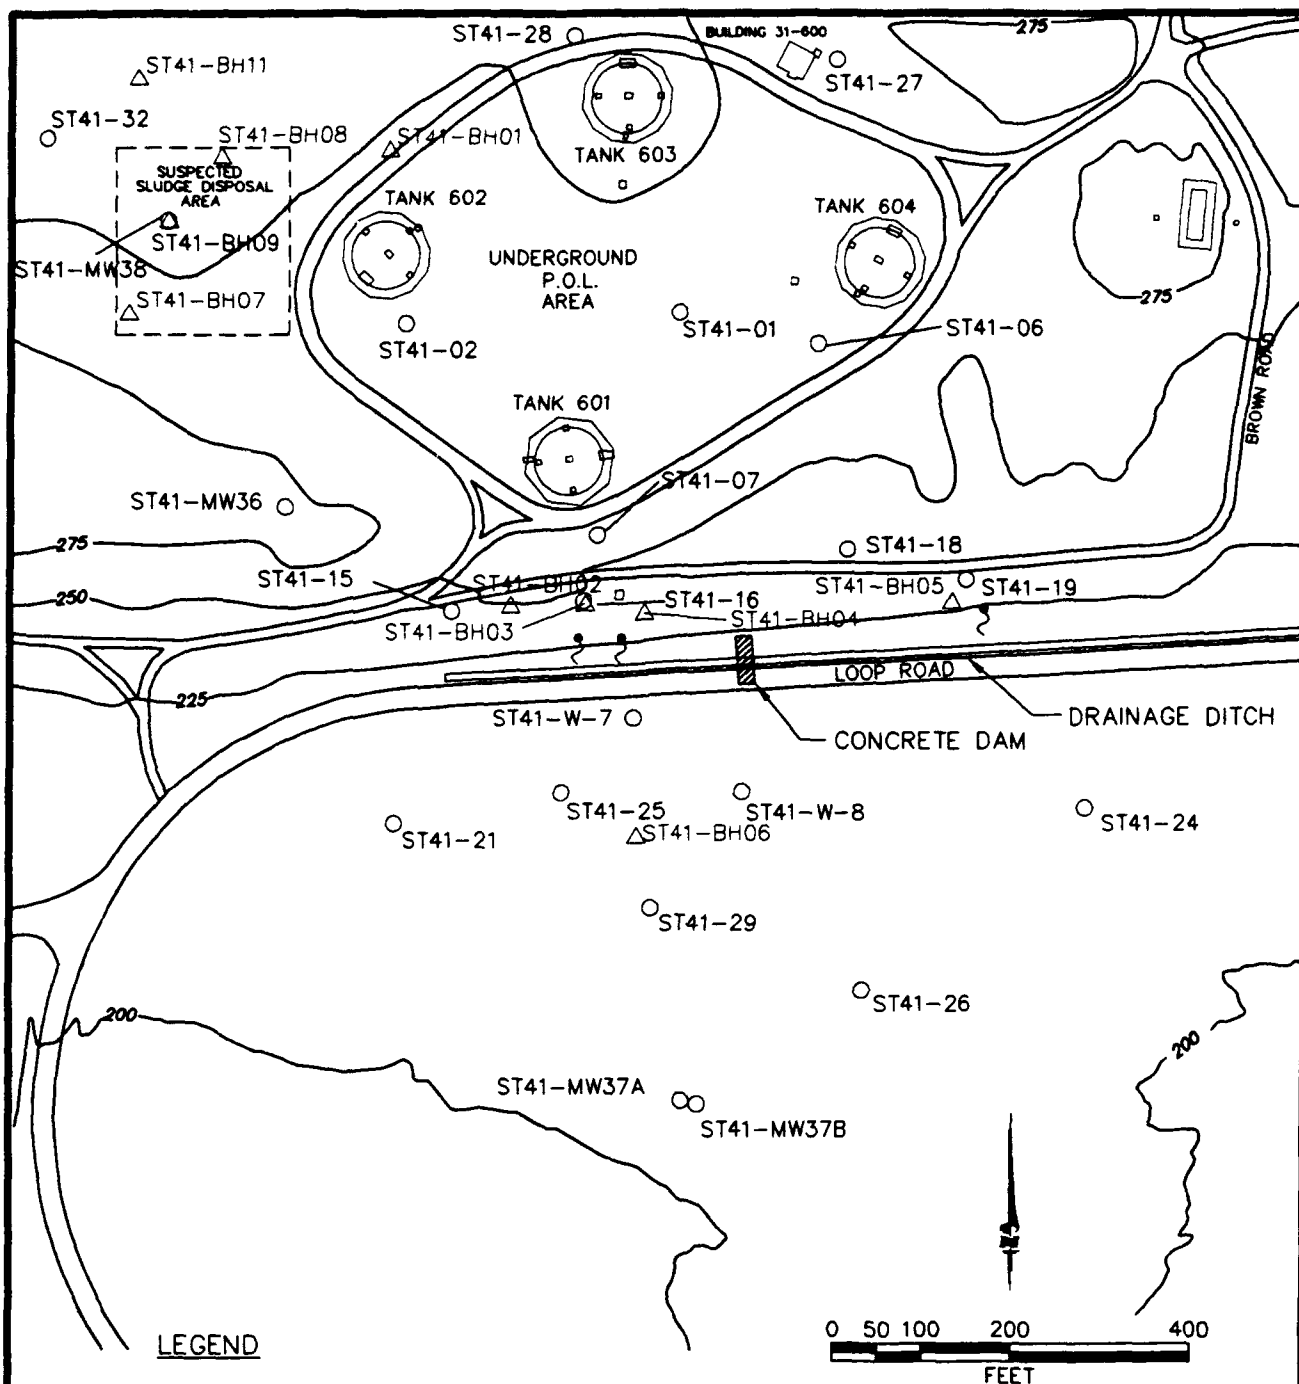 ST41-28
BUILDING 31-600
275
ST41-BH11
ST41-27
ST41-32
ST41-BH08
ST41-BH01
TANK 603
SUSPECTED
SLUDGE DISPOSAL
AREA
TANK 602
TANK 604
ST41-BH09
UNDERGROUND
P.O.L.
AREA
ST41-MW38
275
ST41-BH07
ST41-01
ST41-06
ST41-02
BROWN ROAD
TANK 601
ST41-07
ST41-MW36
275
ST41-18
ST41-15
ST41-BH02
ST41-BH05
ST41-19
250
ST41-16
ST41-BH03
ST41-BH04
LOOP ROAD
225
ST41-W-7
DRAINAGE DITCH
CONCRETE DAM
ST41-25
ST41-W-8
ST41-24
ST41-21
ST41-BH06
ST41-29
ST41-26
200
200
ST41-MW37A
ST41-MW37B
LEGEND
0 50 100 200 400
FEET